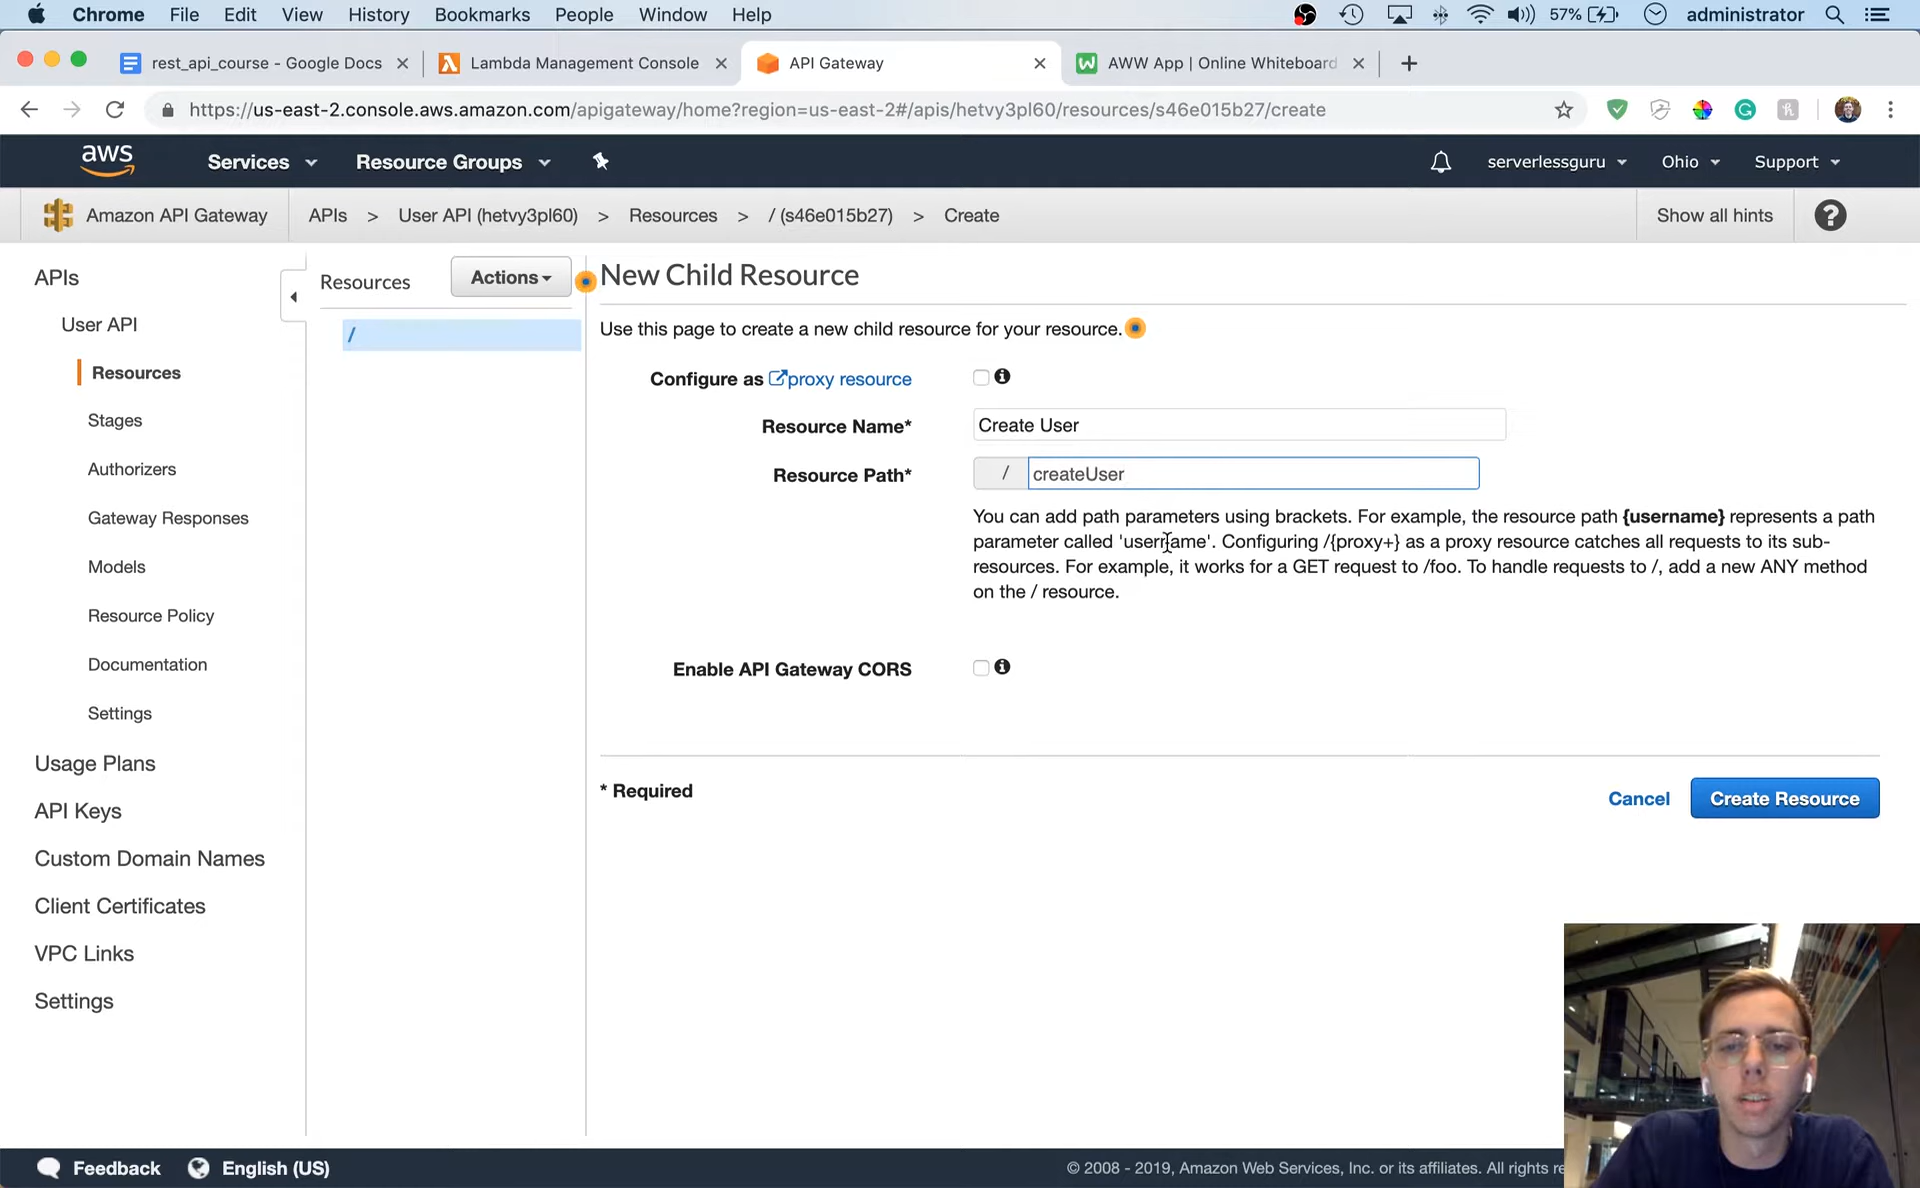 Chrome File Edit View History Bookmarks People Window Help 57% administrator
rest_api_course - Google Docs Lambda Management Console API Gateway AWW App | Online Whiteboard
https://us-east-2.console.aws.amazon.com/apigateway/home?region=us-east-2#/apis/hetvy3pl60/resources/s46e015b27/create
aws Services Resource Groups serverlessguru Ohio Support
Amazon API Gateway APIs > User API (hetvy3pl60) > Resources > / (s46e015b27) > Create Show all hints ?
APIs
User API
Resources
Stages
Authorizers
Gateway Responses
Models
Resource Policy
Documentation
Settings
Usage Plans
API Keys
Custom Domain Names
Client Certificates
VPC Links
Settings
Resources Actions
/
New Child Resource
Use this page to create a new child resource for your resource.
Configure as proxy resource
Resource Name* Create User
Resource Path* / createUser
You can add path parameters using brackets. For example, the resource path {username} represents a path
parameter called 'username'. Configuring /{proxy+} as a proxy resource catches all requests to its sub-
resources. For example, it works for a GET request to /foo. To handle requests to /, add a new ANY method
on the / resource.
Enable API Gateway CORS
* Required Cancel Create Resource
Feedback English (US) © 2008 - 2019, Amazon Web Services, Inc. or its affiliates. All rights